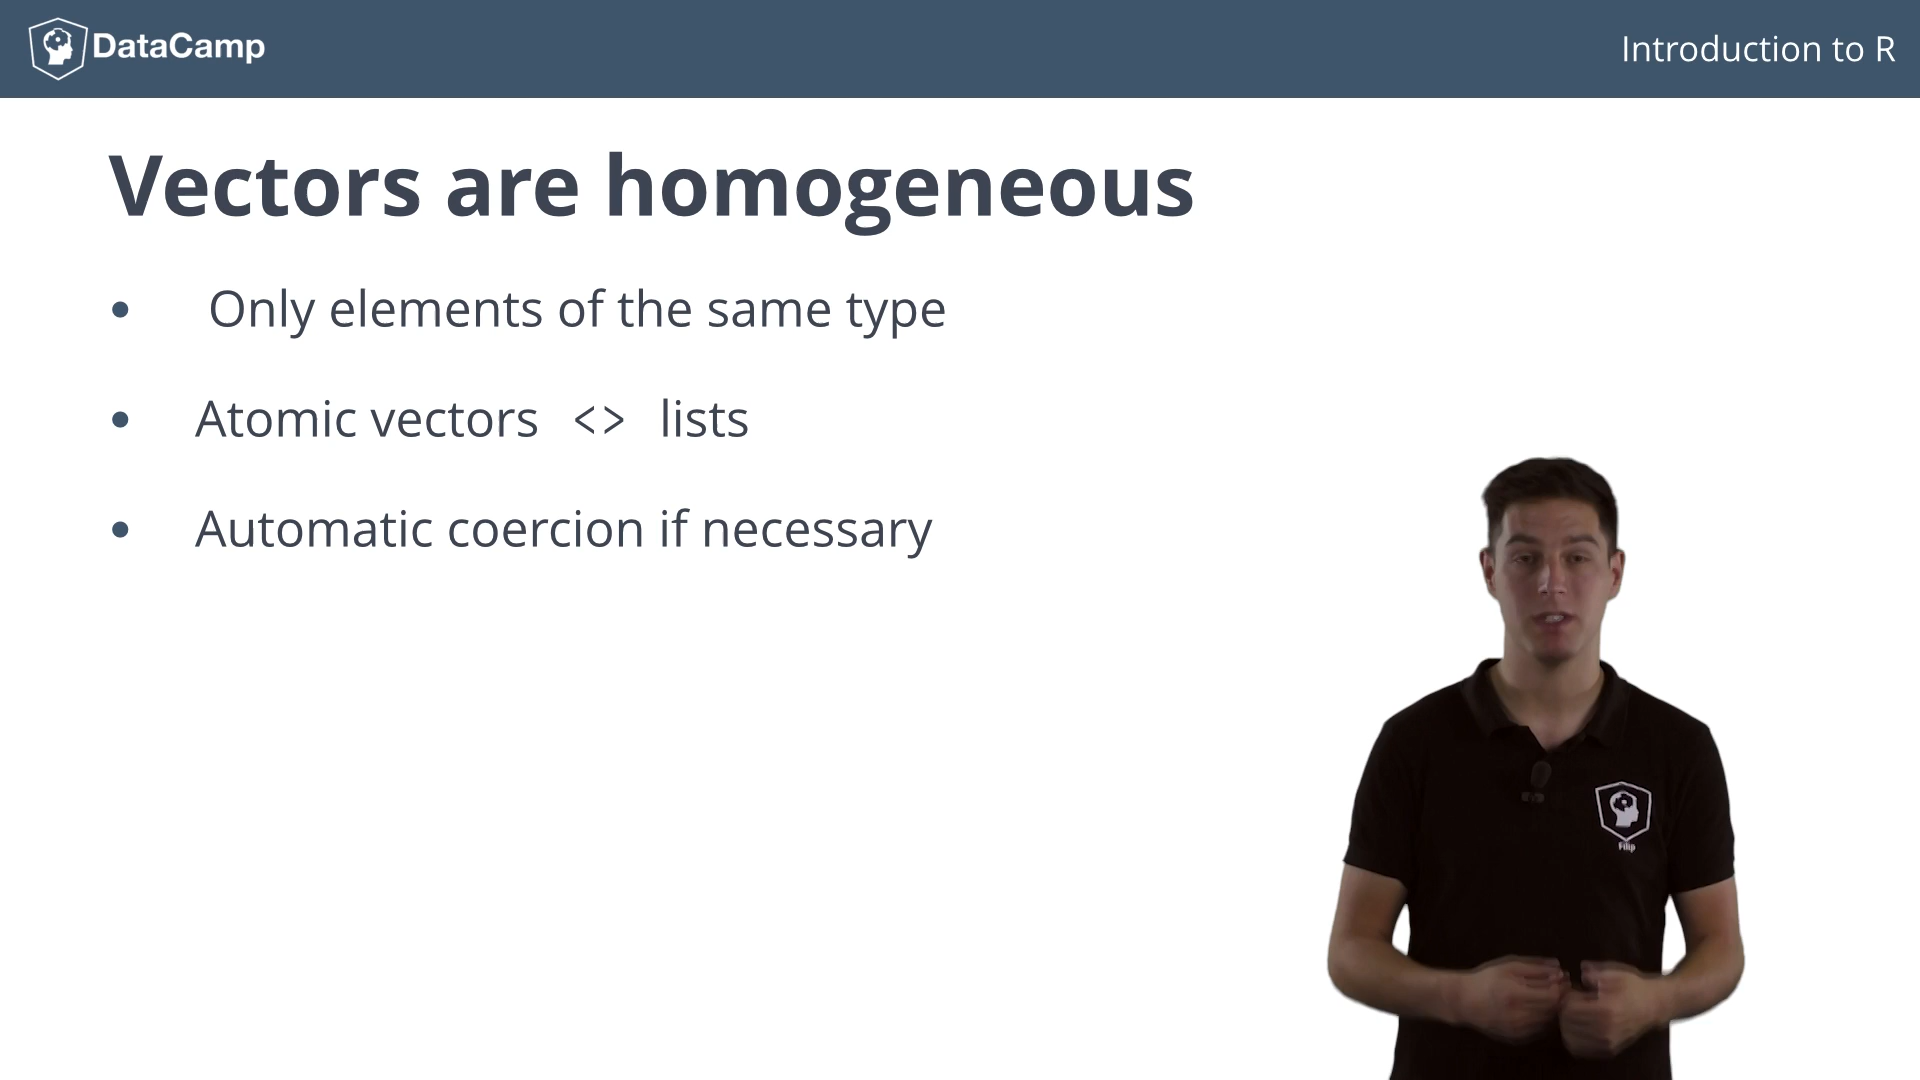 DataCamp
Introduction to R
Vectors are homogeneous
• Only elements of the same type
• Atomic vectors <> lists
• Automatic coercion if necessary
Filip